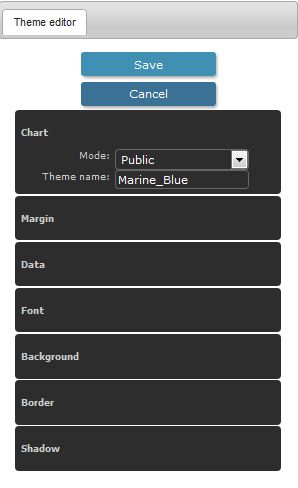 Theme editor
Save
Cancel
Chart
Mode: Public
Theme name: Marine_Blue
Margin
Data
Font
Background
Border
Shadow